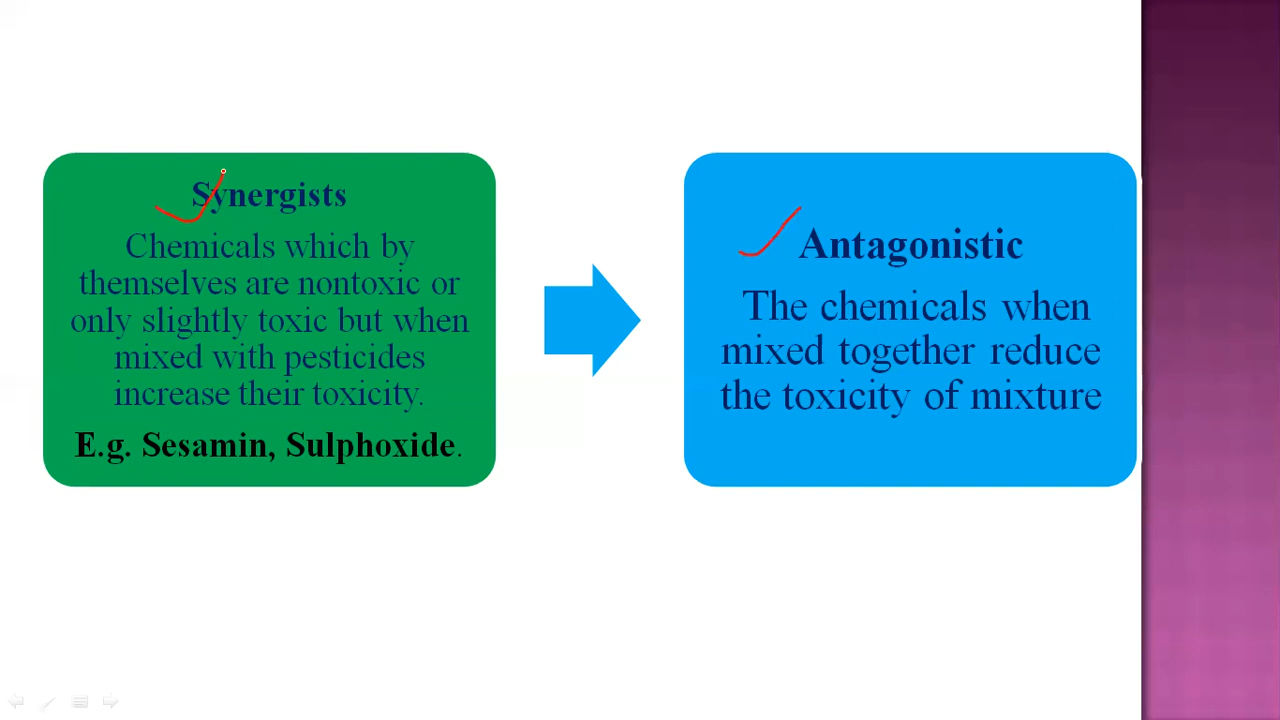 Synergists
Chemicals which by
themselves are nontoxic or
only slightly toxic but when
mixed with pesticides
increase their toxicity.
E.g. Sesamin, Sulphoxide.
Antagonistic
The chemicals when
mixed together reduce
the toxicity of mixture